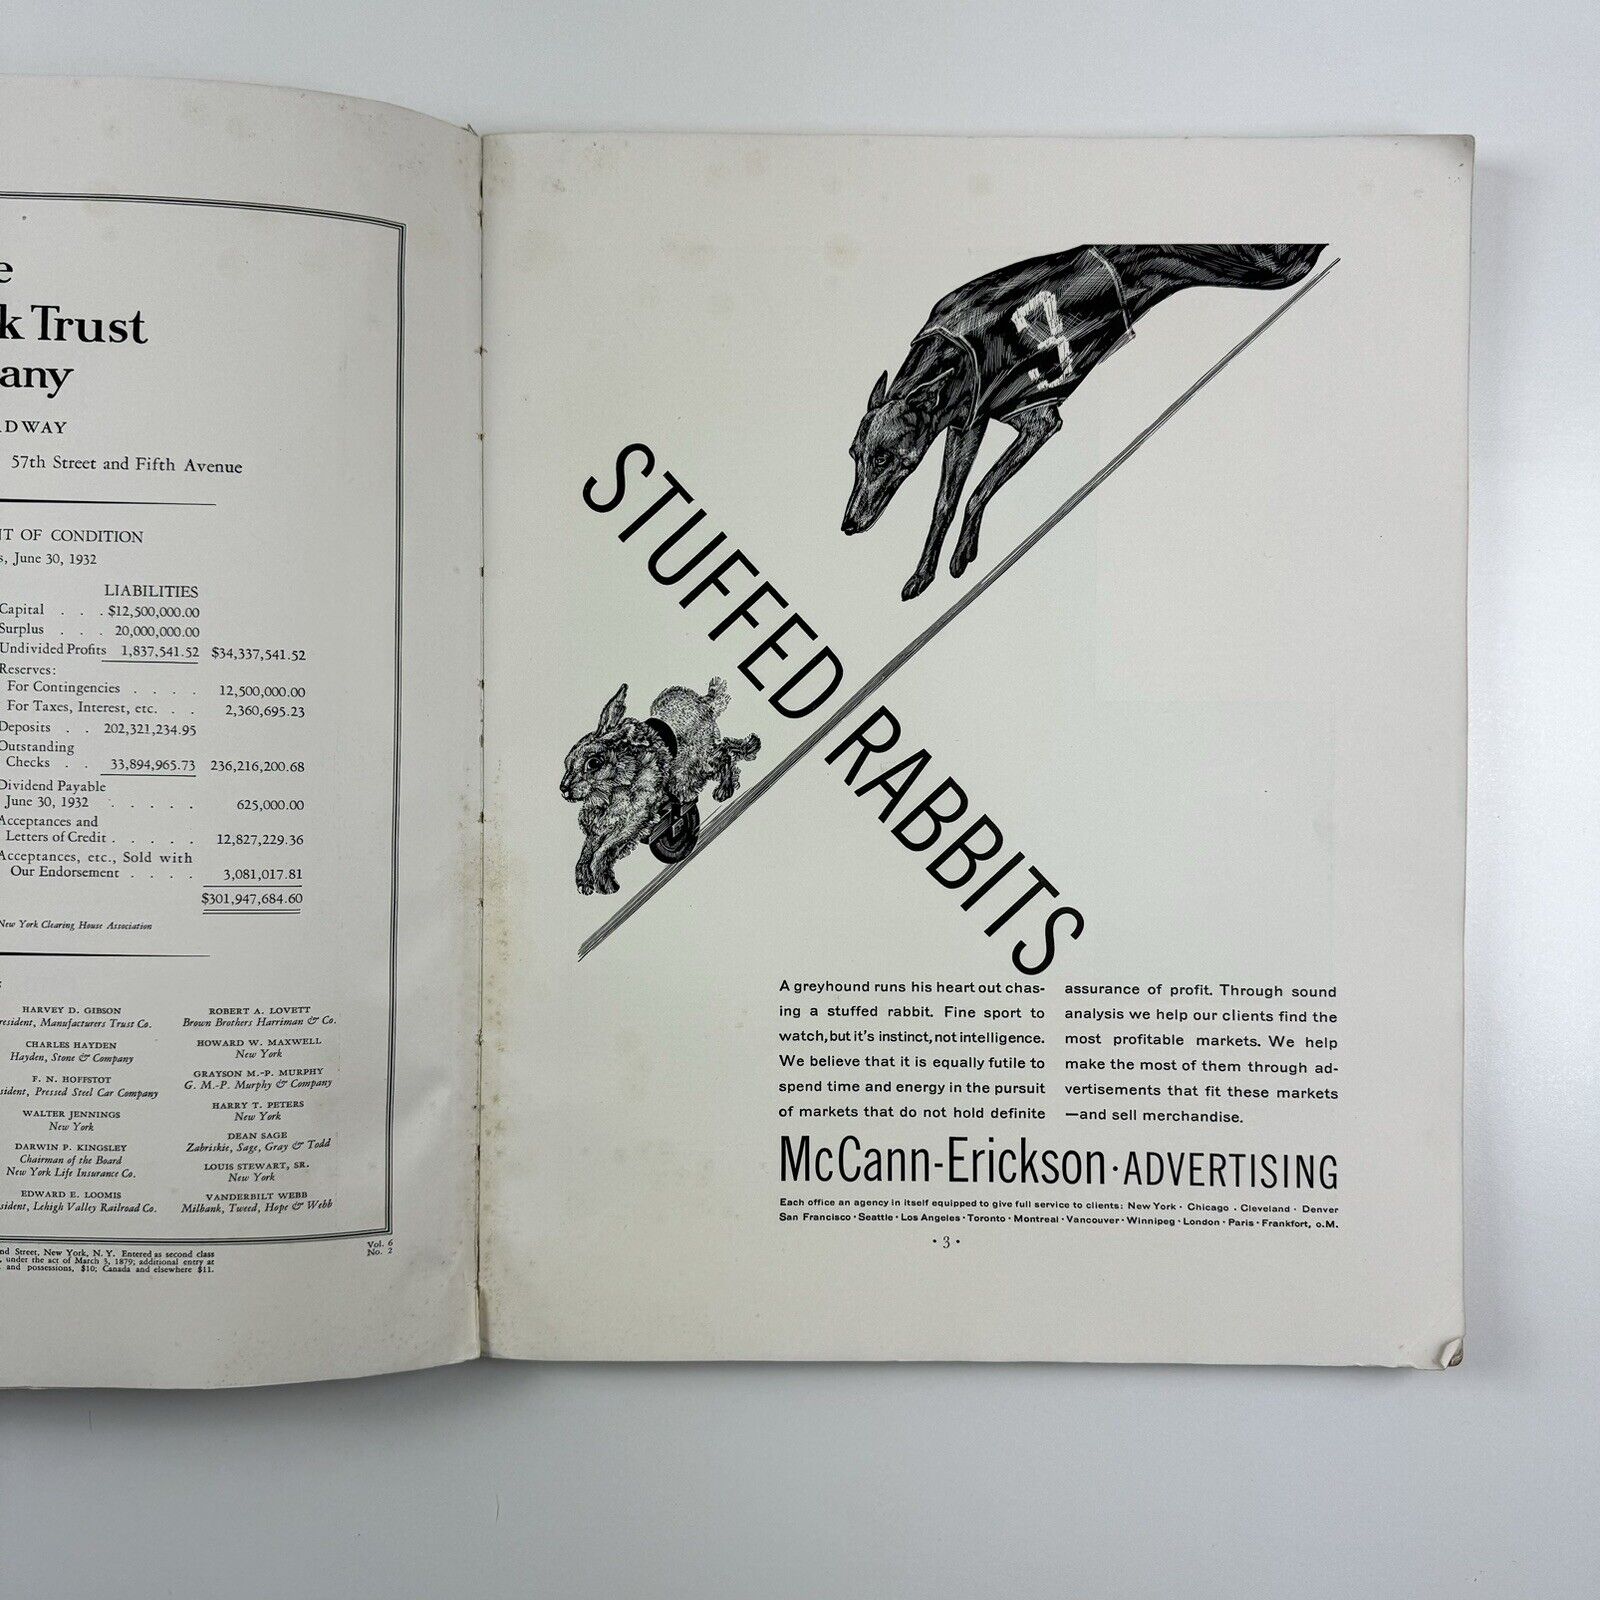 k Trust
any
57th Street and Fifth Avenue
OF CONDITION
June 30, 1932
LIABILITIES
Capital . . . $12,500,000.00
Surplus . . . 20,000,000.00
Undivided Profits 1,837,541.52 $34,337,541.52
Reserves:
For Contingencies . . . . 12,500,000.00
For Taxes, Interest, etc. . . 2,360,695.23
Deposits . . 202,321,234.95
Outstanding
Checks . . 33,894,965.73 236,216,200.68
Dividend Payable
June 30, 1932 . . . . . 625,000.00
Acceptances and
Letters of Credit . . . . . 12,827,229.36
Acceptances, etc., Sold with
Our Endorsement . . . . 3,081,017.81
$301,947,684.60
New York Clearing House Association
HARVEY D. GIBSON
resident, Manufacturers Trust Co.
CHARLES HAYDEN
Hayden, Stone & Company
F. N. HOFFSTOT
sident, Pressed Steel Car Company
WALTER JENNINGS
New York
DARWIN P. KINGSLEY
Chairman of the Board
New York Life Insurance Co.
EDWARD E. LOOMIS
sident, Lehigh Valley Railroad Co.
ROBERT A. LOVETT
Brown Brothers Harriman & Co.
HOWARD W. MAXWELL
New York
GRAYSON M.-P. MURPHY
G. M.-P. Murphy & Company
HARRY T. PETERS
New York
DEAN SAGE
Zabriskie, Sage, Gray & Todd
LOUIS STEWART, SR.
New York
VANDERBILT WEBB
Milbank, Tweed, Hope & Webb
nd Street, New York, N. Y. Entered as second class
under the act of March 3, 1879; additional entry at
and possessions, $10; Canada and elsewhere $11.
Vol. 6
No. 2
3
STUFFED RABBITS
A greyhound runs his heart out chas-
ing a stuffed rabbit. Fine sport to
watch, but it's instinct, not intelligence.
We believe that it is equally futile to
spend time and energy in the pursuit
of markets that do not hold definite
assurance of profit. Through sound
analysis we help our clients find the
most profitable markets. We help
make the most of them through ad-
vertisements that fit these markets
—and sell merchandise.
McCann-Erickson · ADVERTISING
Each office an agency in itself equipped to give full service to clients: New York · Chicago · Cleveland · Denver
San Francisco · Seattle · Los Angeles · Toronto · Montreal · Vancouver · Winnipeg · London · Paris · Frankfort, o.M.
· 3 ·